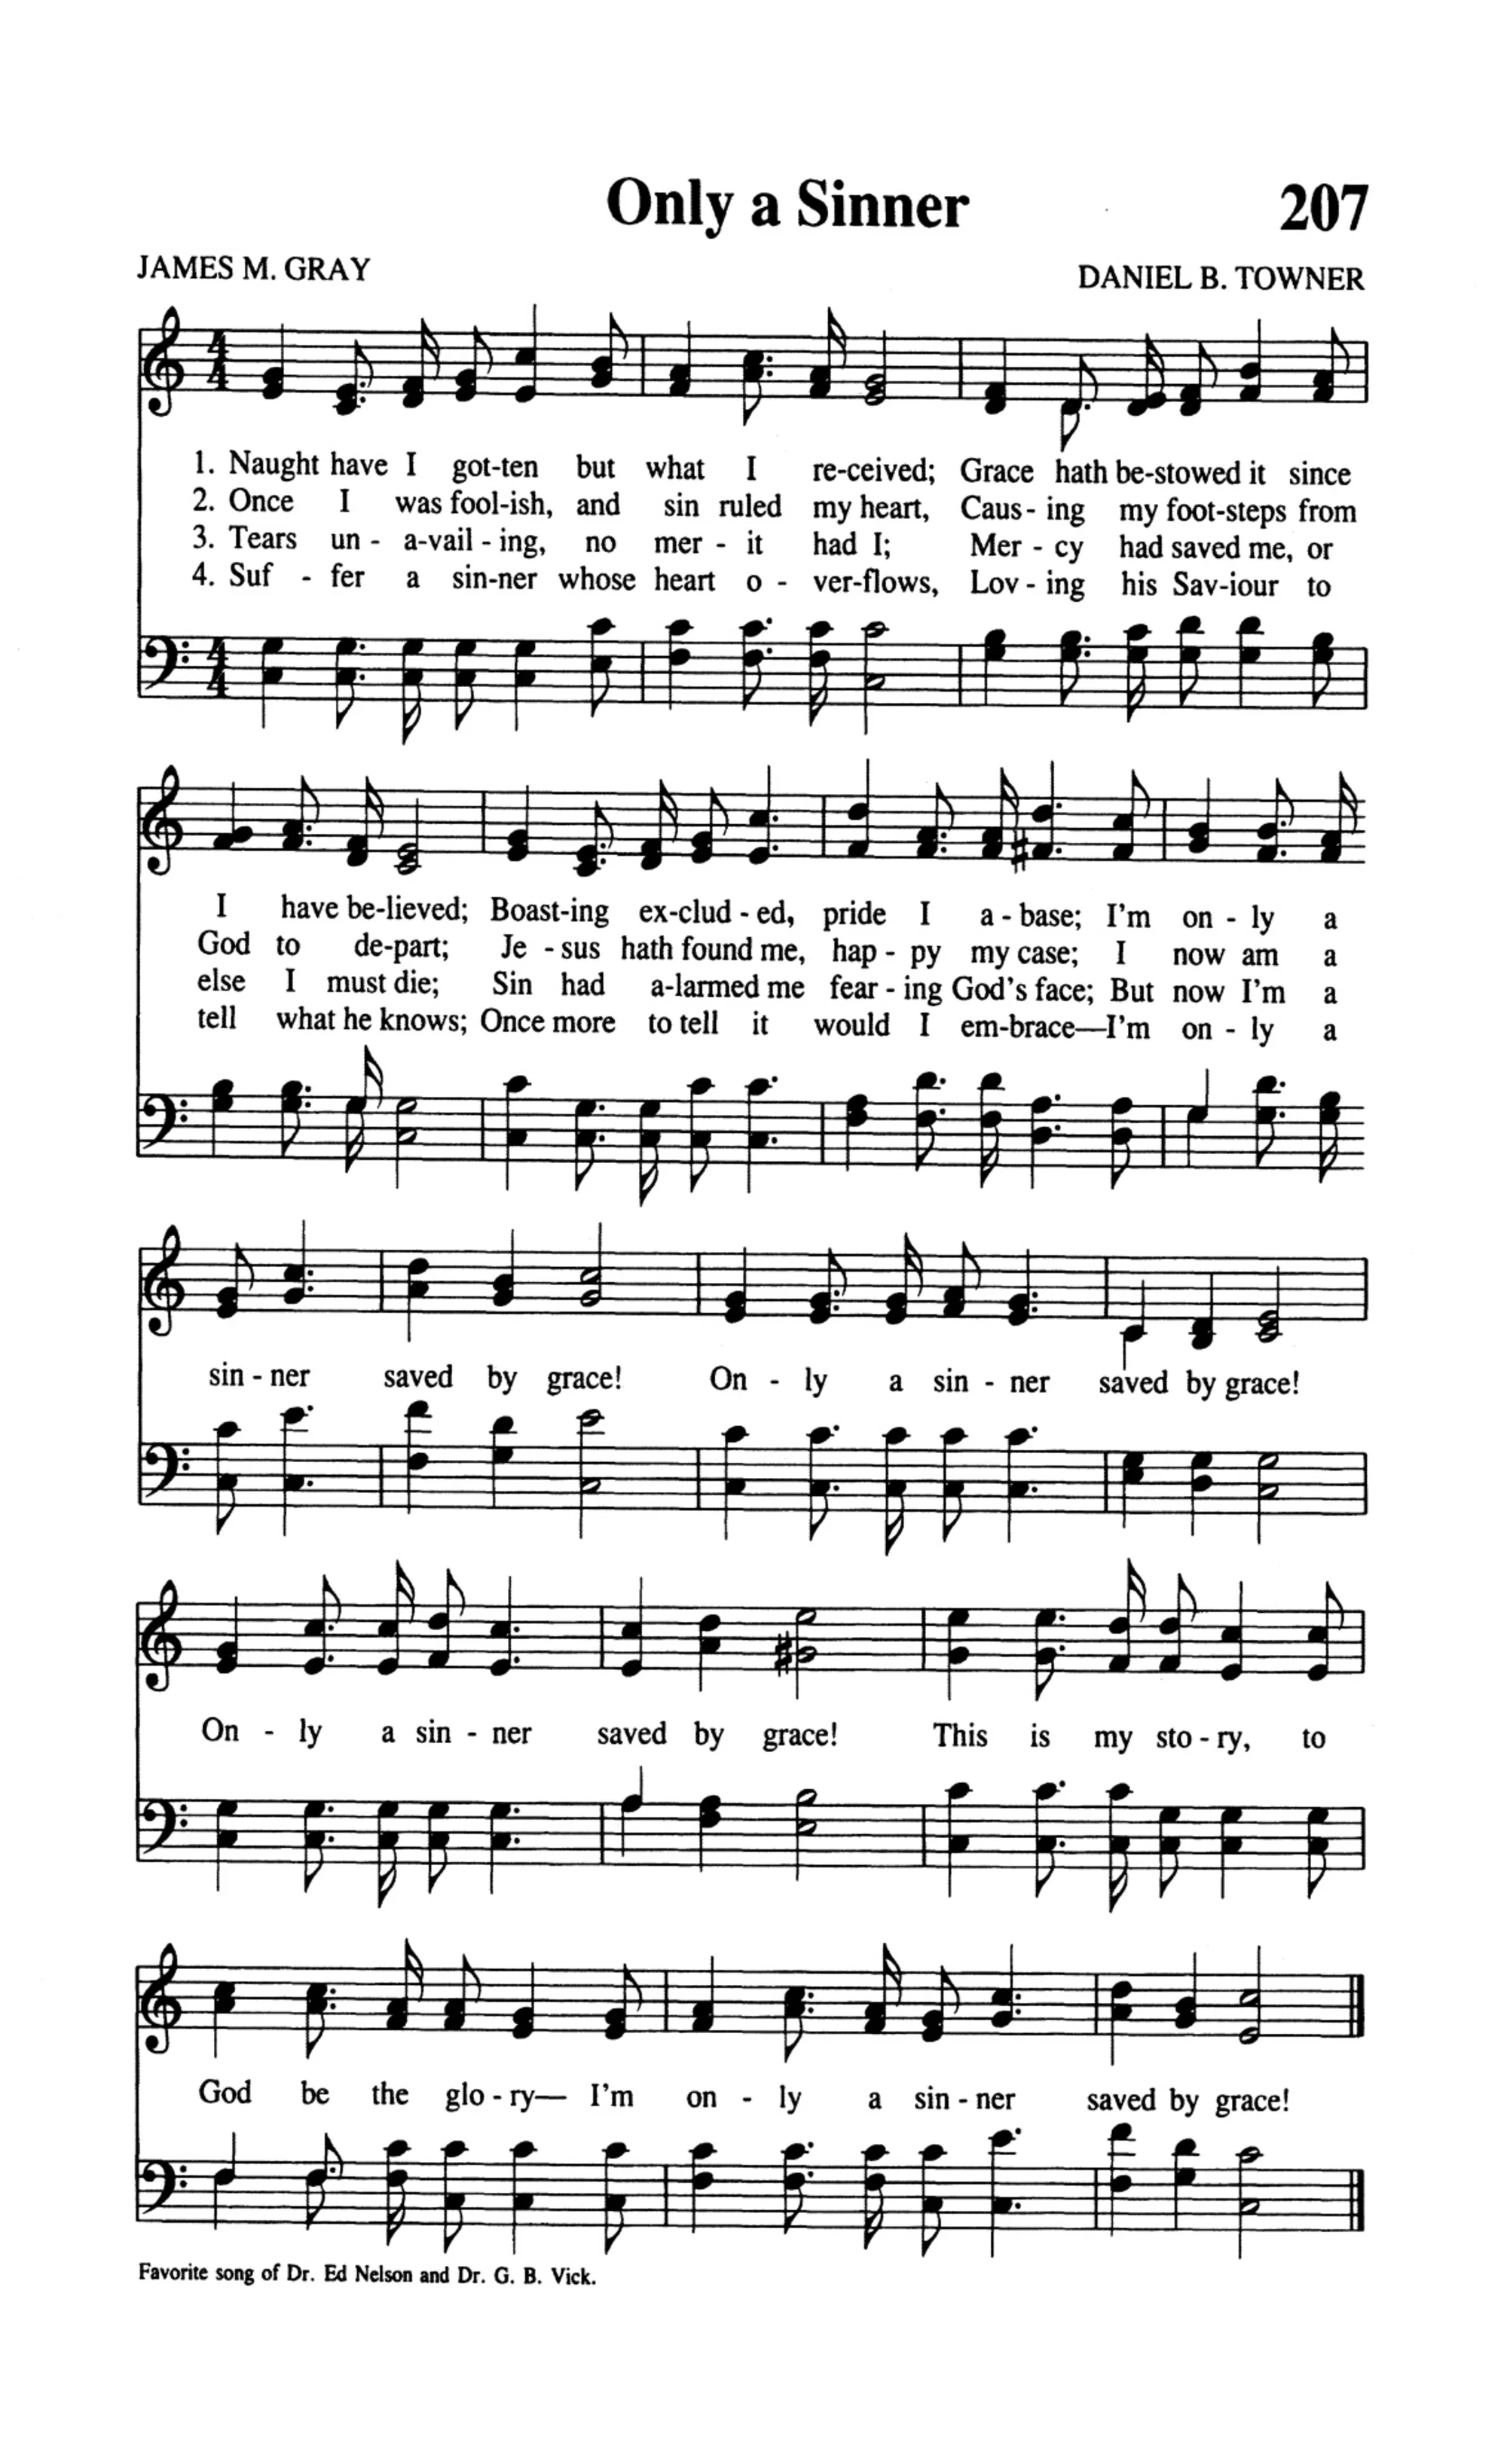 Only a Sinner 207
JAMES M. GRAY
DANIEL B. TOWNER
1. Naught have I got-ten but what I re-ceived; Grace hath be-stowed it since
2. Once I was fool-ish, and sin ruled my heart, Caus-ing my foot-steps from
3. Tears un-a-vail-ing, no mer-it had I; Mer-cy had saved me, or
4. Suf-fer a sin-ner whose heart o-ver-flows, Lov-ing his Sav-iour to
I have be-lieved; Boast-ing ex-clud-ed, pride I a-base; I'm on-ly a
God to de-part; Je-sus hath found me, hap-py my case; I now am a
else I must die; Sin had a-larmed me fear-ing God's face; But now I'm a
tell what he knows; Once more to tell it would I em-brace—I'm on-ly a
sin-ner saved by grace! On-ly a sin-ner saved by grace!
On-ly a sin-ner saved by grace! This is my sto-ry, to
God be the glo-ry— I'm on-ly a sin-ner saved by grace!
Favorite song of Dr. Ed Nelson and Dr. G. B. Vick.